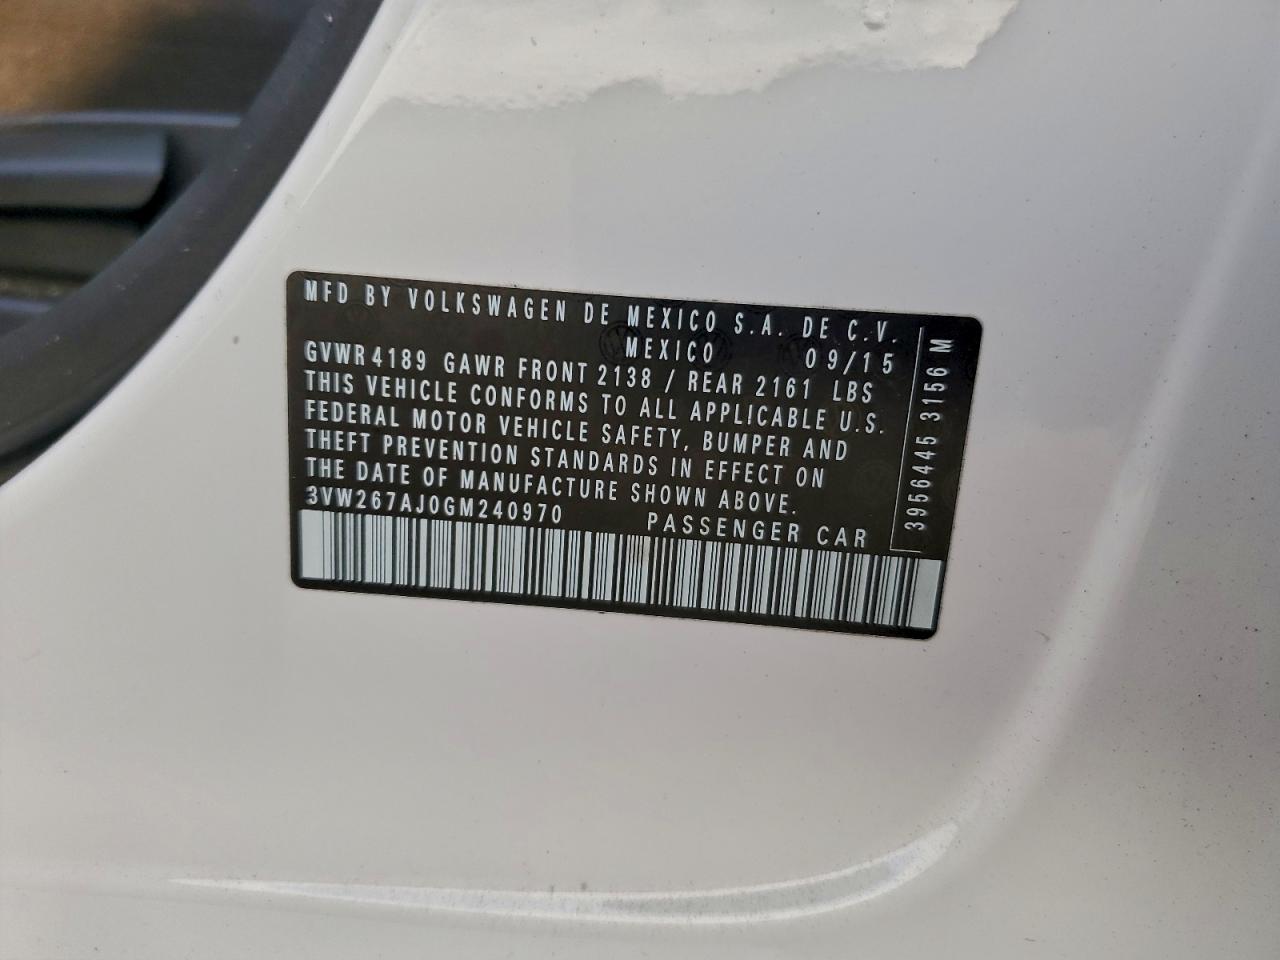 MFD BY VOLKSWAGEN DE MEXICO S.A. DE C.V.
MEXICO 09/15
GVWR 4189 GAWR FRONT 2138 / REAR 2161 LBS
THIS VEHICLE CONFORMS TO ALL APPLICABLE U.S.
FEDERAL MOTOR VEHICLE SAFETY, BUMPER AND
THEFT PREVENTION STANDARDS IN EFFECT ON
THE DATE OF MANUFACTURE SHOWN ABOVE.
3VW267AJ0GM240970 PASSENGER CAR
3956445 3156 M